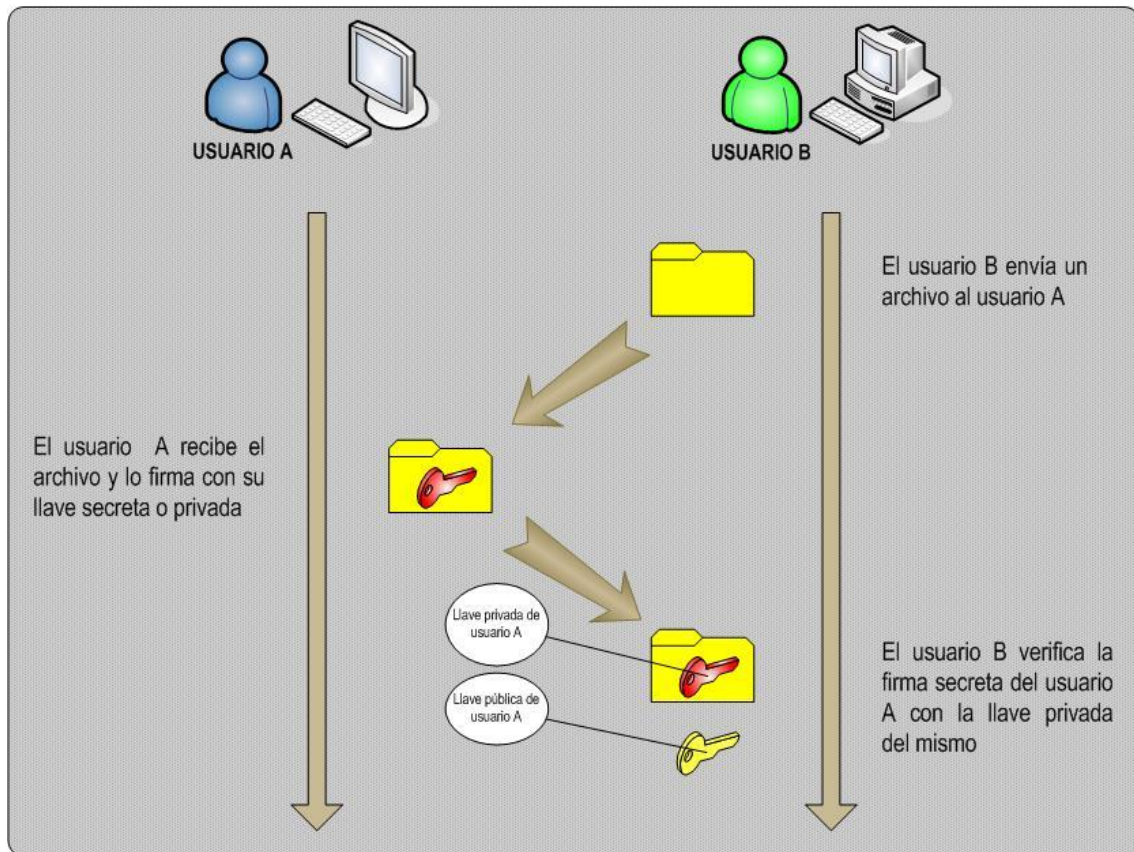 USUARIO A
USUARIO B
El usuario B envía un
archivo al usuario A
El usuario A recibe el
archivo y lo firma con su
llave secreta o privada
Llave privada de
usuario A
Llave pública de
usuario A
El usuario B verifica la
firma secreta del usuario
A con la llave privada
del mismo